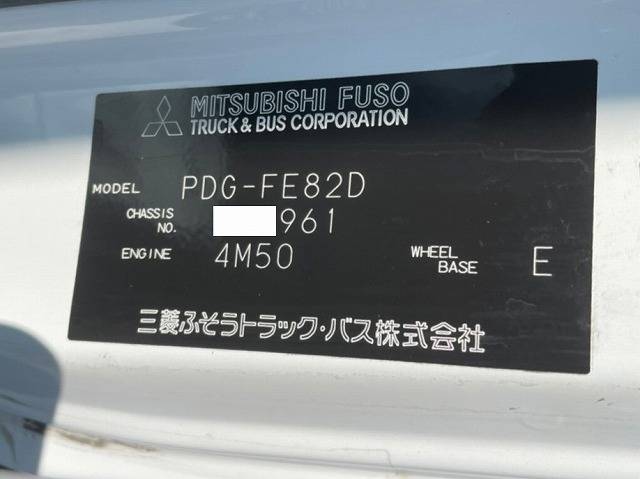 MITSUBISHI FUSO
TRUCK & BUS CORPORATION
MODEL PDG-FE82D
CHASSIS NO. 961
ENGINE 4M50 WHEEL BASE E
三菱ふそうトラック・バス株式会社